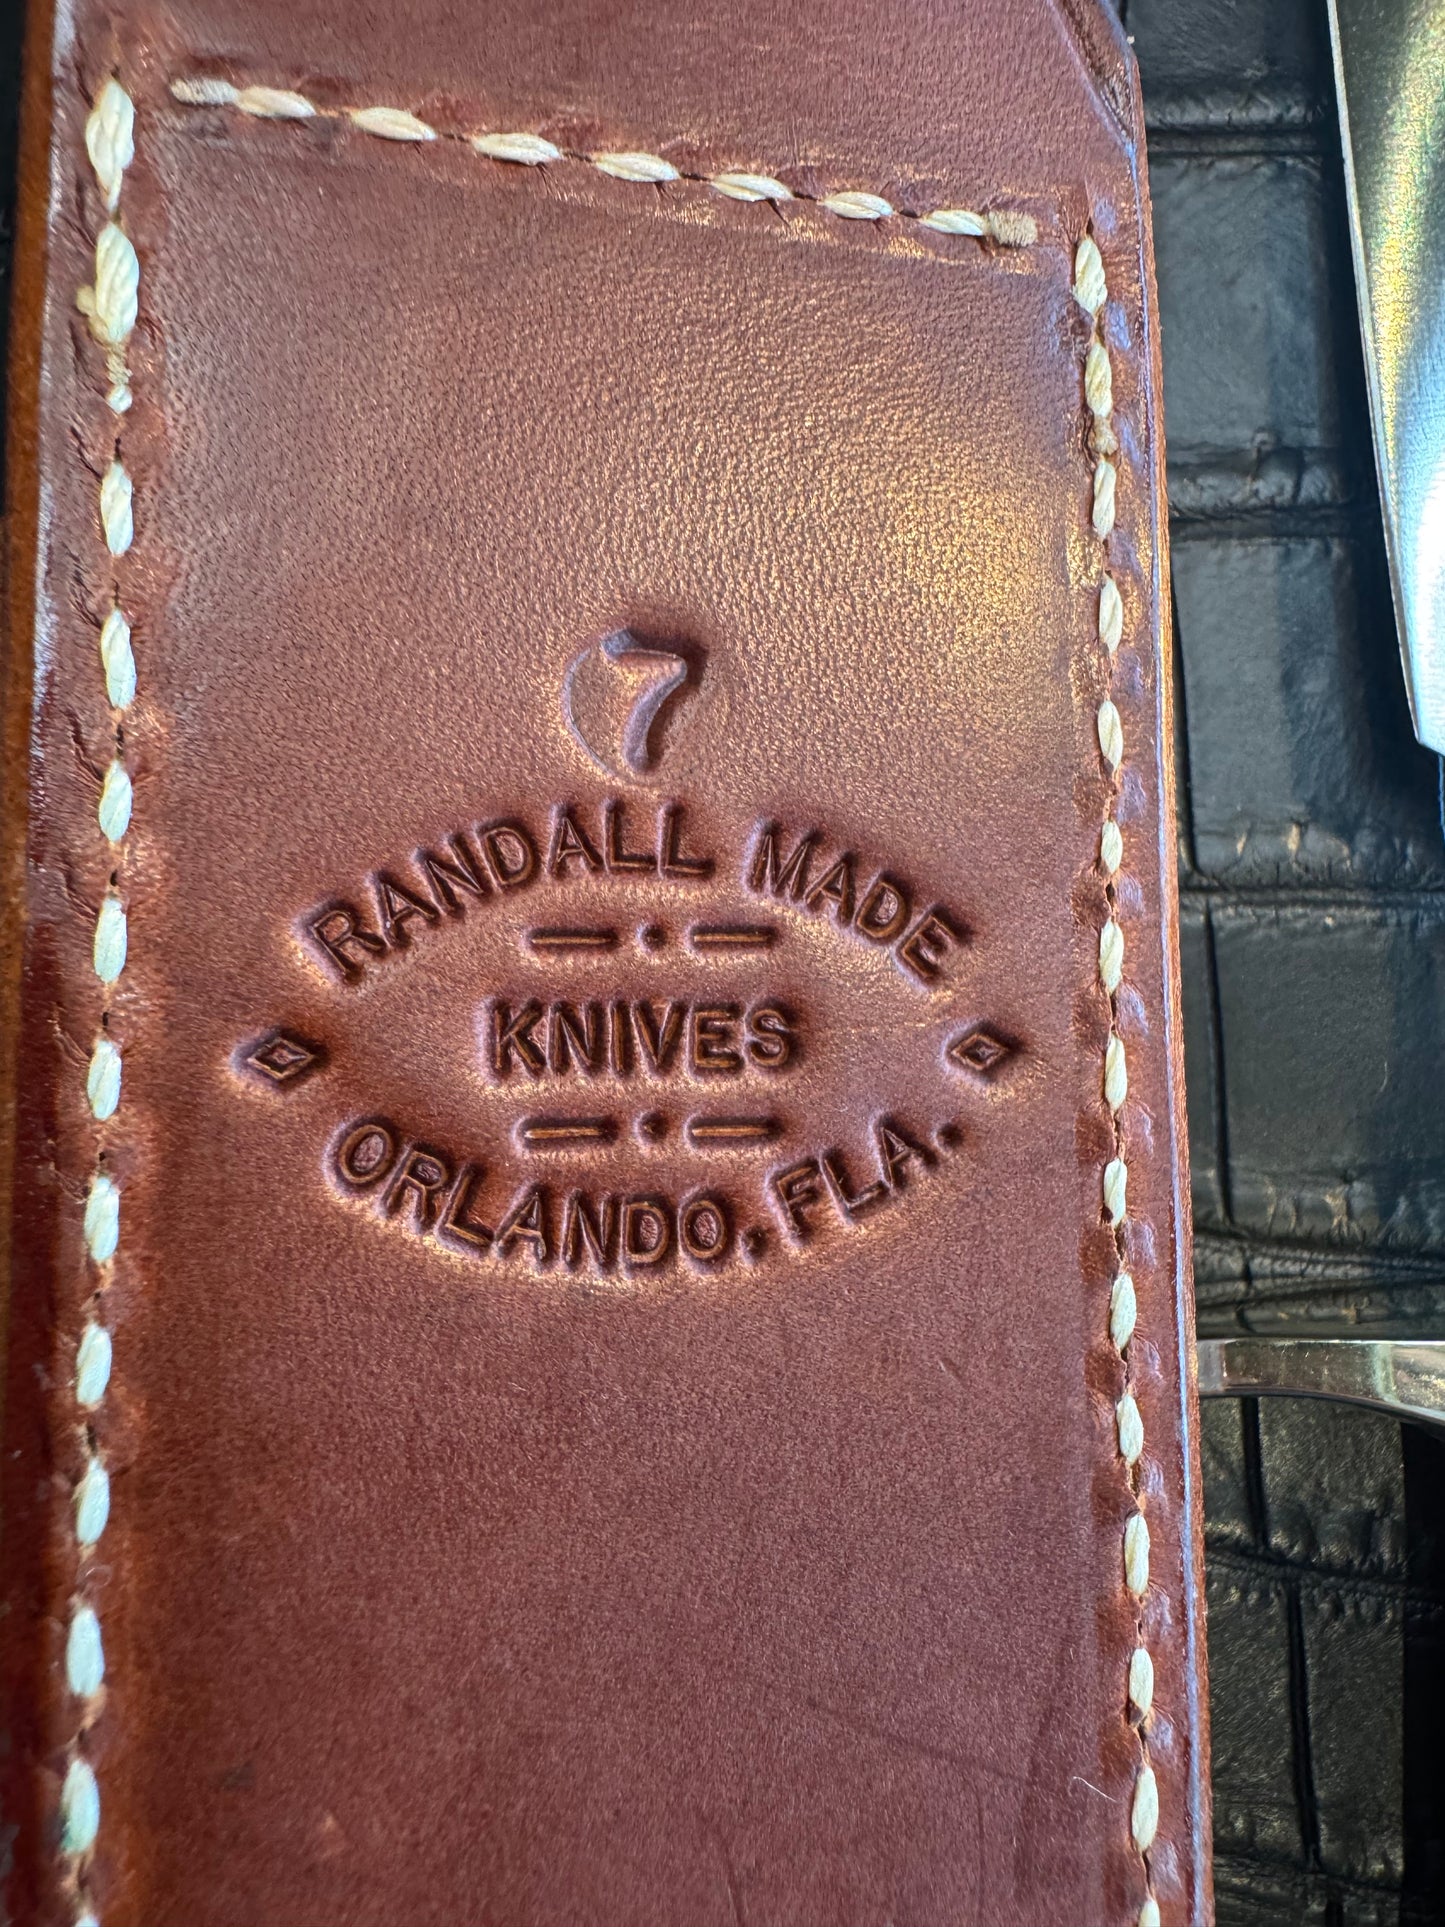 7
RANDALL MADE
KNIVES
ORLANDO, FLA.